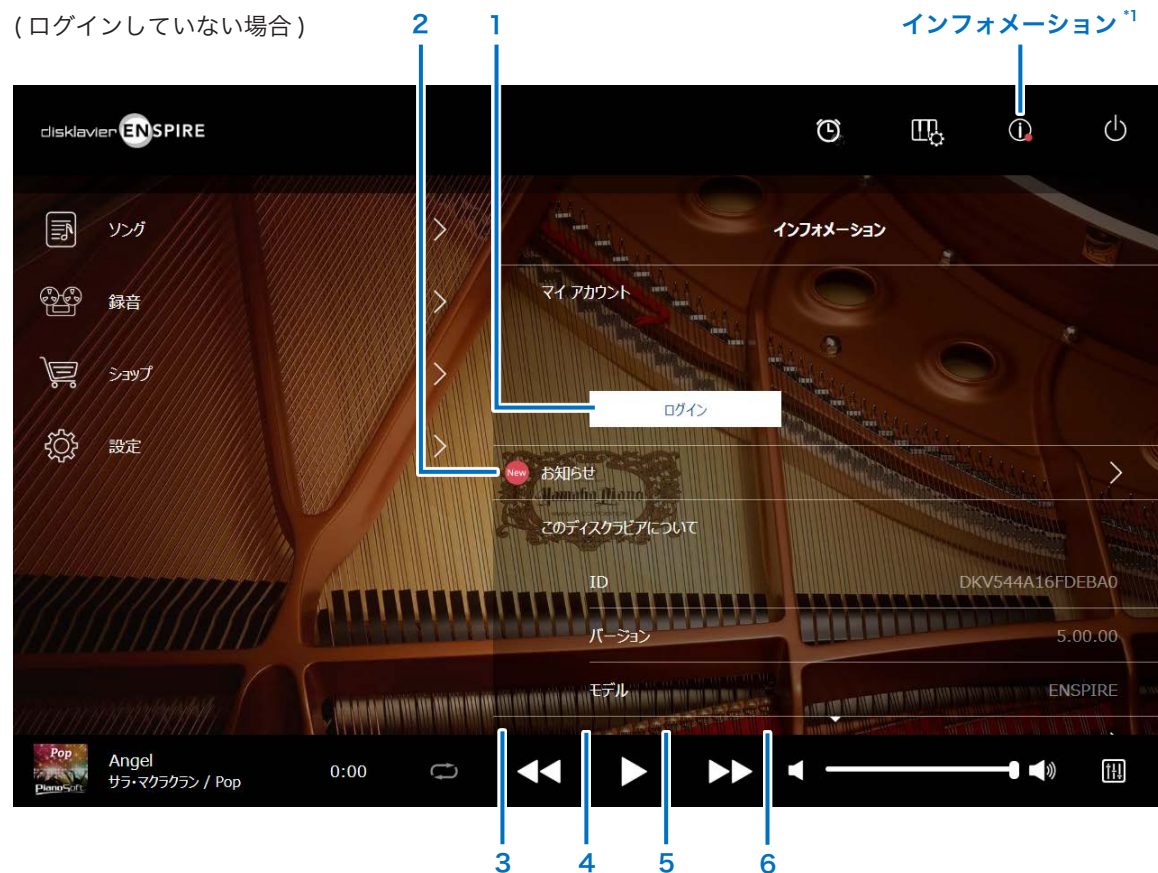 ( ログインしていない場合 )
2
1
インフォメーション *1
disklavier ENSPIRE
ソング
録音
ショップ
設定
インフォメーション
マイ アカウント
ログイン
New お知らせ
Yamaha Piano
このディスクラビアについて
ID DKV544A16FDEBA0
バージョン 5.00.00
モデル ENSPIRE
Pop
PianoSoft
Angel
サラ・マクラクラン / Pop
0:00
3
4
5
6